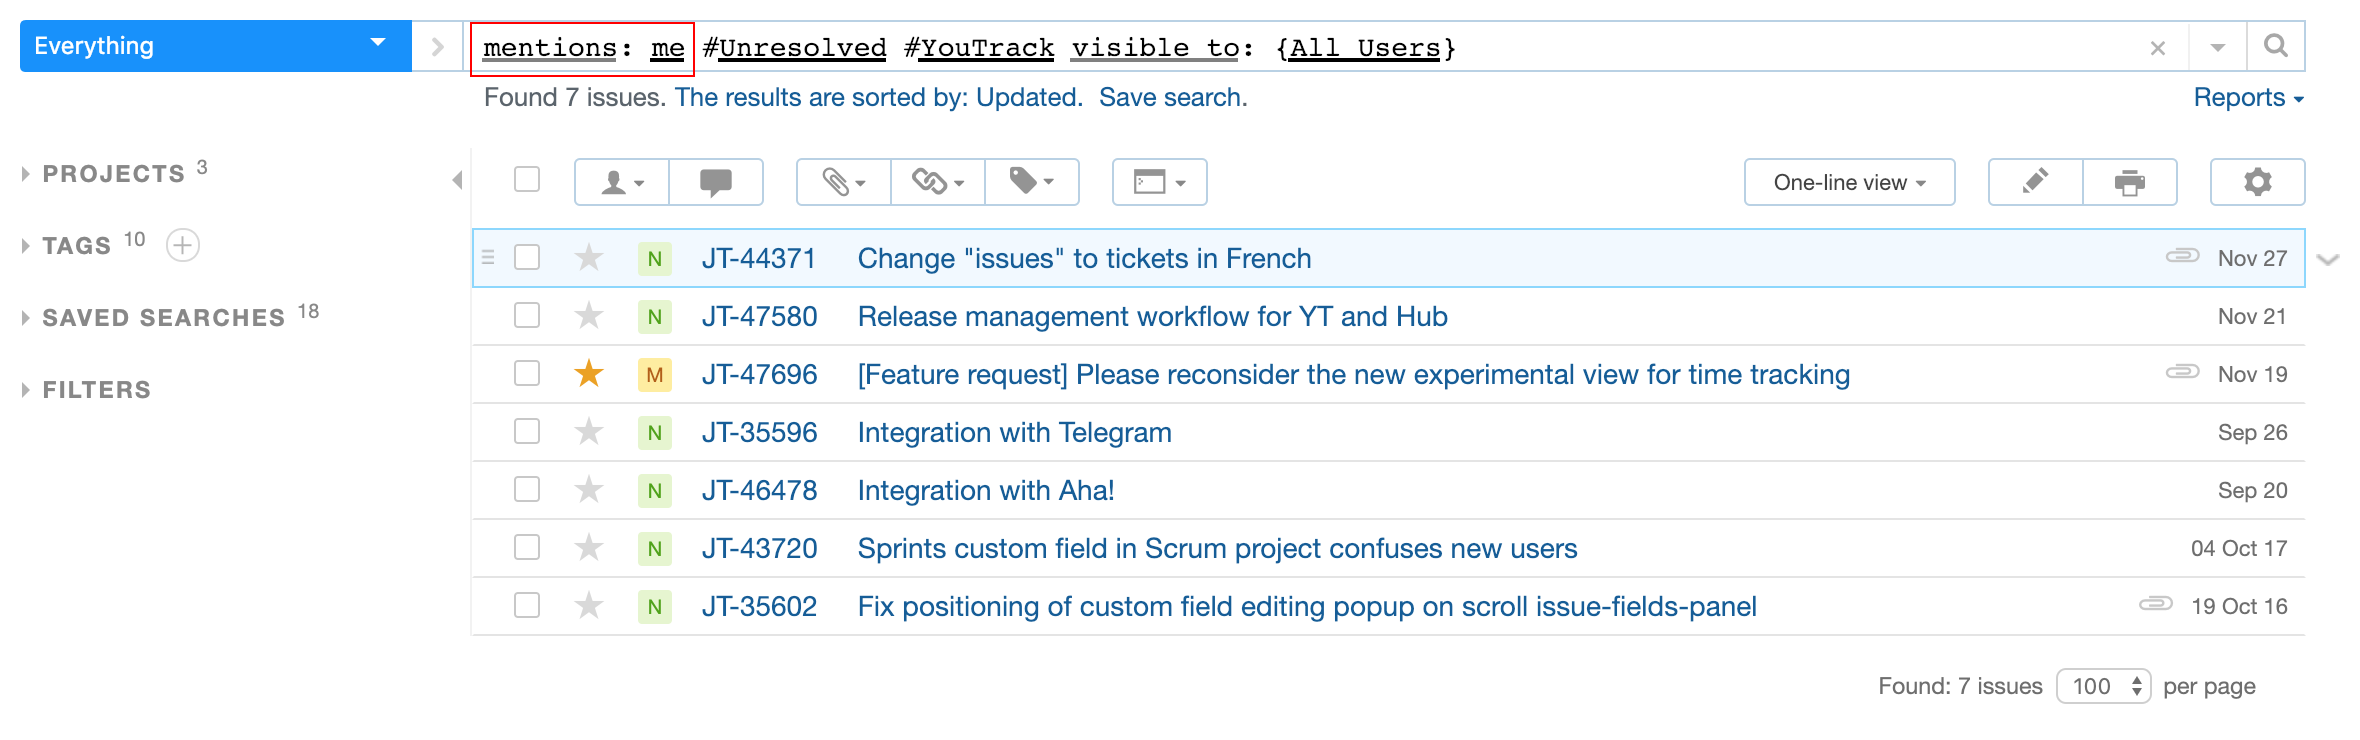 Everything mentions: me #Unresolved #YouTrack visible to: {All Users}
Found 7 issues. The results are sorted by: Updated. Save search. Reports
PROJECTS 3
TAGS 10
SAVED SEARCHES 18
FILTERS
One-line view
N JT-44371 Change "issues" to tickets in French Nov 27
N JT-47580 Release management workflow for YT and Hub Nov 21
M JT-47696 [Feature request] Please reconsider the new experimental view for time tracking Nov 19
N JT-35596 Integration with Telegram Sep 26
N JT-46478 Integration with Aha! Sep 20
N JT-43720 Sprints custom field in Scrum project confuses new users 04 Oct 17
N JT-35602 Fix positioning of custom field editing popup on scroll issue-fields-panel 19 Oct 16
Found: 7 issues 100 per page